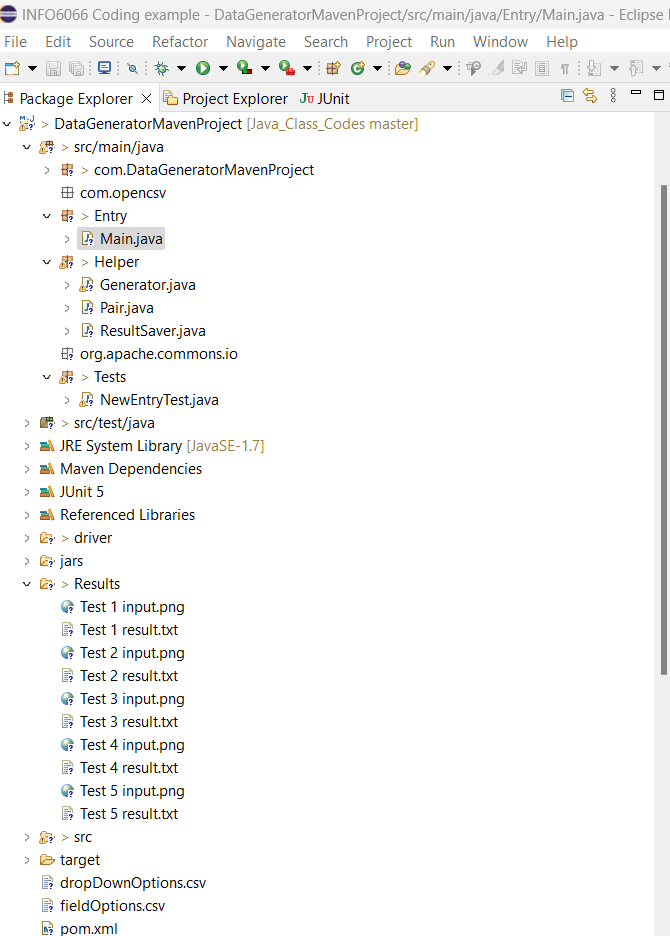 INFO6066 Coding example - DataGeneratorMavenProject/src/main/java/Entry/Main.java - Eclipse
File Edit Source Refactor Navigate Search Project Run Window Help
Package Explorer Project Explorer Ju JUnit
> DataGeneratorMavenProject [Java_Class_Codes master]
> src/main/java
> com.DataGeneratorMavenProject
com.opencsv
> Entry
Main.java
> Helper
Generator.java
Pair.java
ResultSaver.java
org.apache.commons.io
> Tests
NewEntryTest.java
> src/test/java
JRE System Library [JavaSE-1.7]
Maven Dependencies
JUnit 5
Referenced Libraries
> driver
jars
> Results
Test 1 input.png
Test 1 result.txt
Test 2 input.png
Test 2 result.txt
Test 3 input.png
Test 3 result.txt
Test 4 input.png
Test 4 result.txt
Test 5 input.png
Test 5 result.txt
> src
target
dropDownOptions.csv
fieldOptions.csv
pom.xml